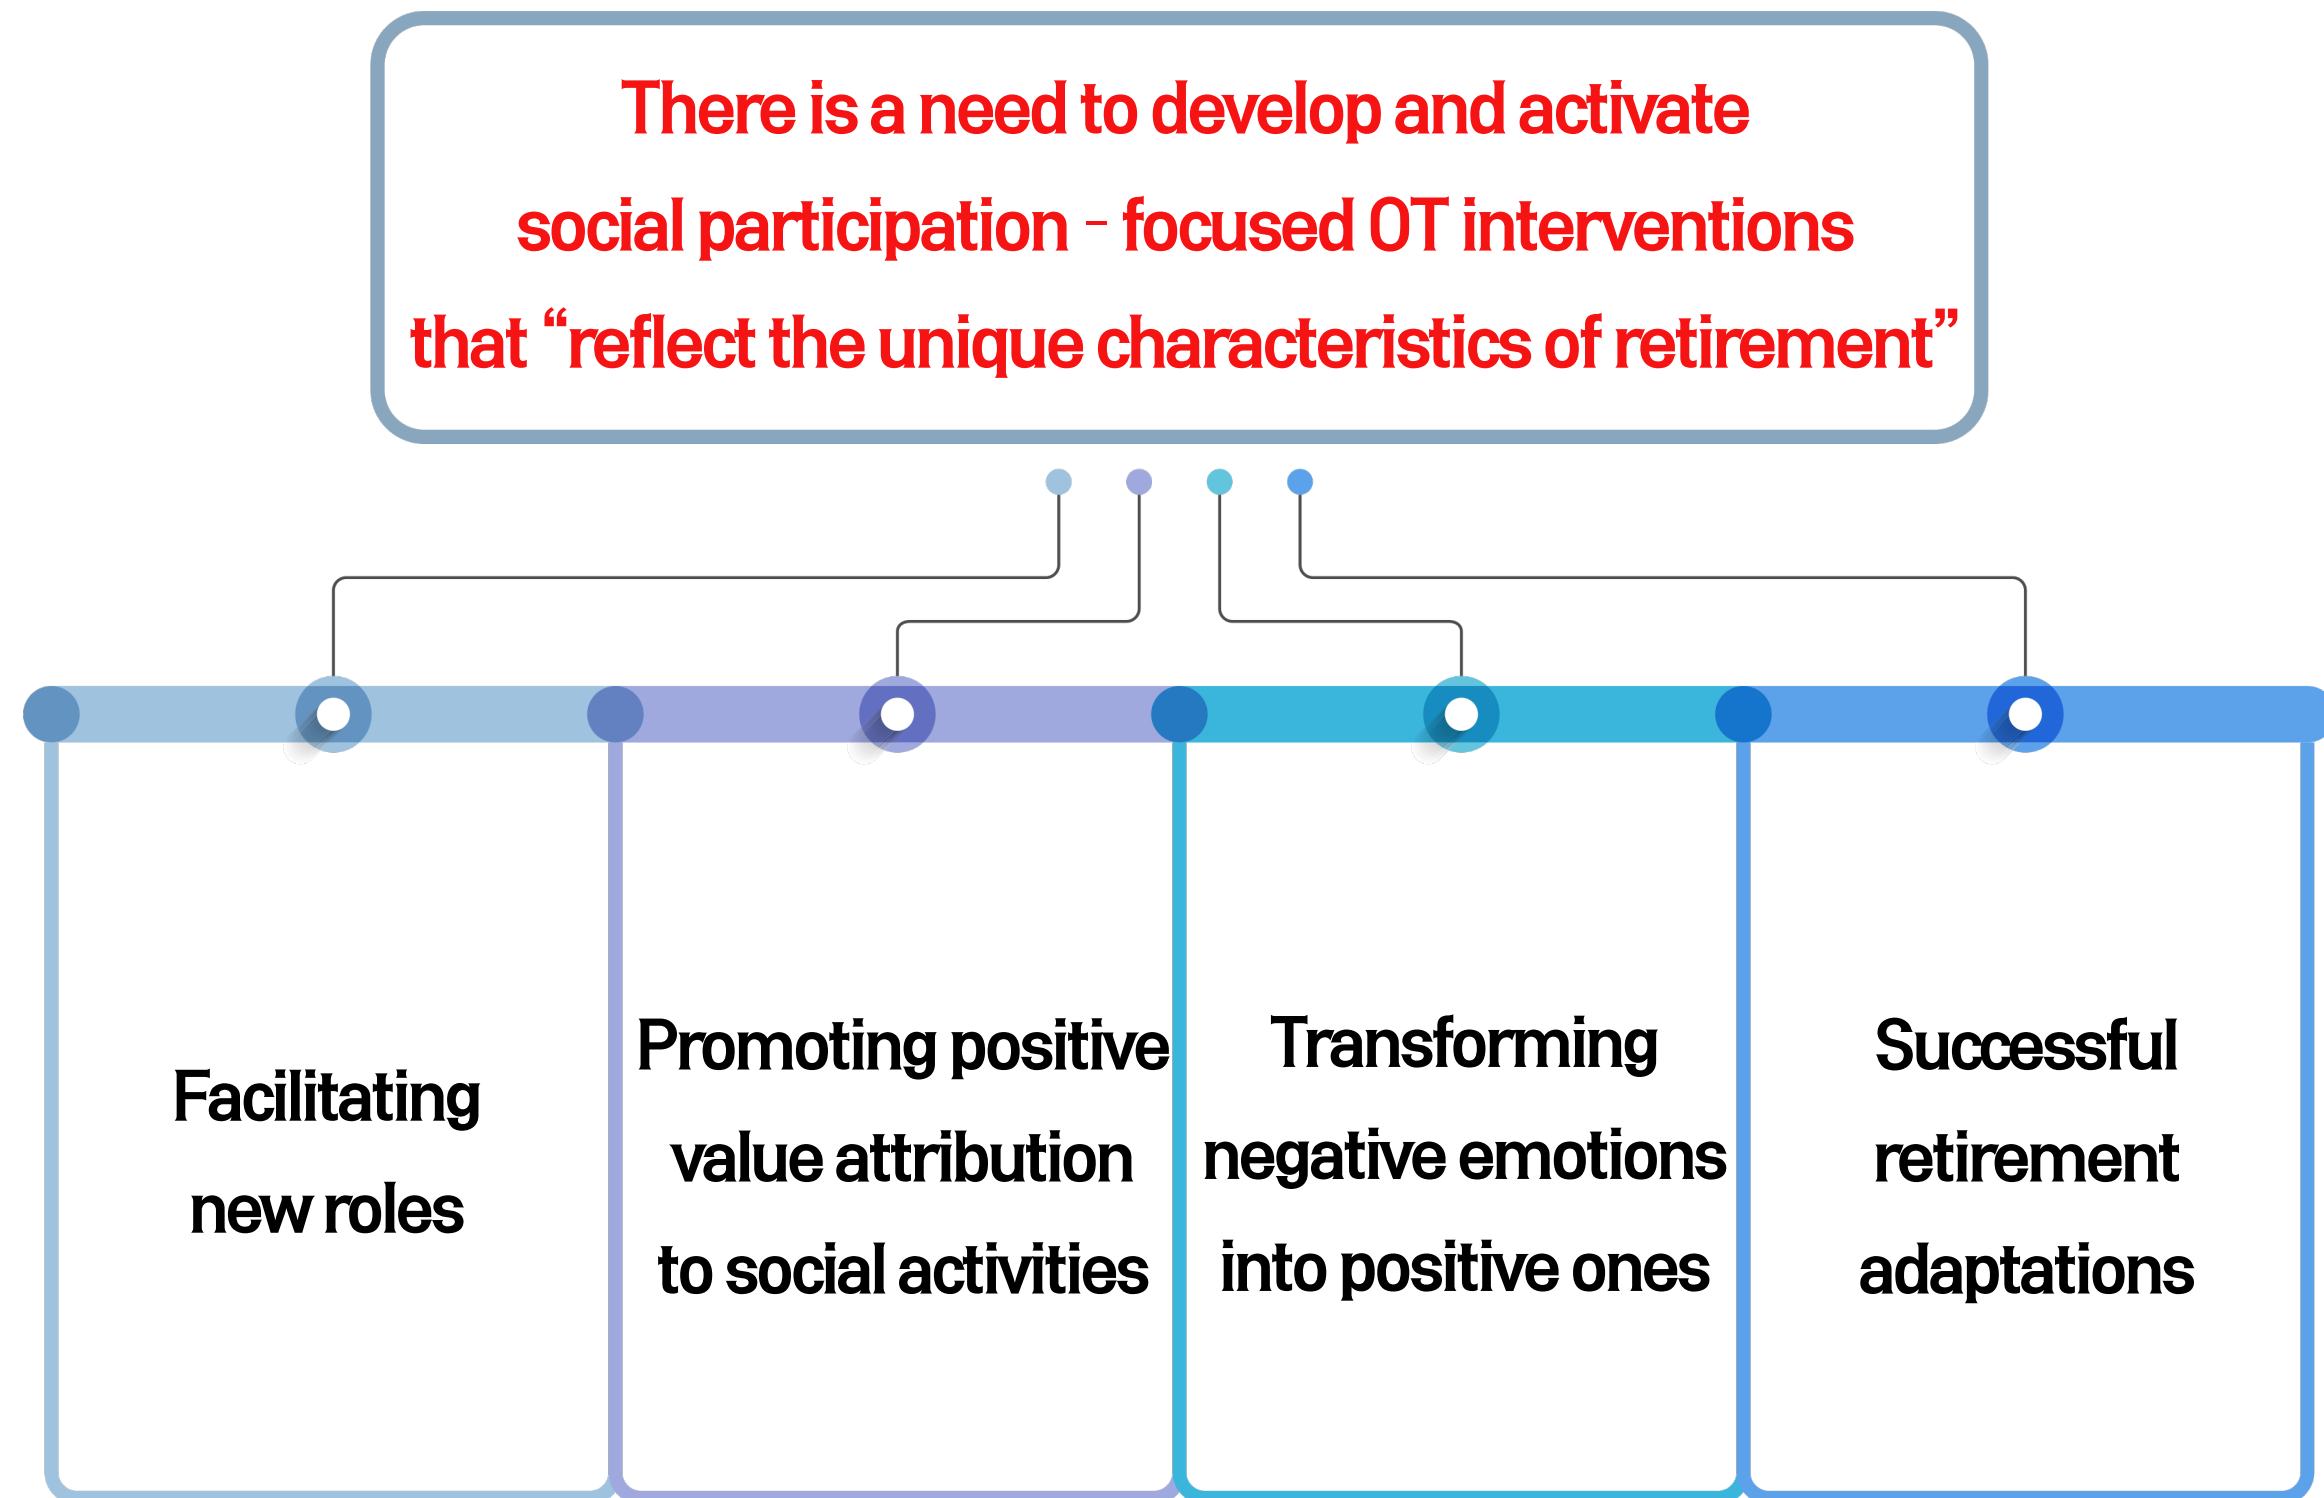 There is a need to develop and activate
social participation - focused OT interventions
that “reflect the unique characteristics of retirement”
Facilitating
new roles
Promoting positive
value attribution
to social activities
Transforming
negative emotions
into positive ones
Successful
retirement
adaptations